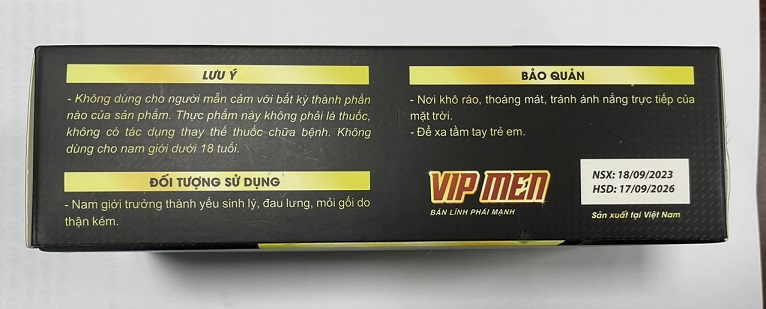 LƯU Ý
- Không dùng cho người mẫn cảm với bất kỳ thành phần
nào của sản phẩm. Thực phẩm này không phải là thuốc,
không có tác dụng thay thế thuốc chữa bệnh. Không
dùng cho nam giới dưới 18 tuổi.
ĐỐI TƯỢNG SỬ DỤNG
- Nam giới trưởng thành yếu sinh lý, đau lưng, mỏi gối do
thận kém.
BẢO QUẢN
- Nơi khô ráo, thoáng mát, tránh ánh nắng trực tiếp của
mặt trời.
- Để xa tầm tay trẻ em.
VIP MEN
BẢN LĨNH PHÁI MẠNH
NSX: 18/09/2023
HSD: 17/09/2026
Sản xuất tại Việt Nam